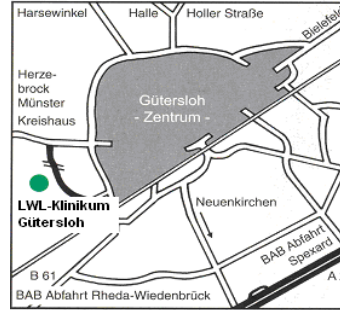 Harsewinkel
Halle
Holler Straße
Bielefeld
Herze-
brock
Münster
Kreishaus
Gütersloh
- Zentrum -
LWL-Klinikum
Gütersloh
Neuenkirchen
BAB Abfahrt
Spexard
B 61
A
BAB Abfahrt Rheda-Wiedenbrück